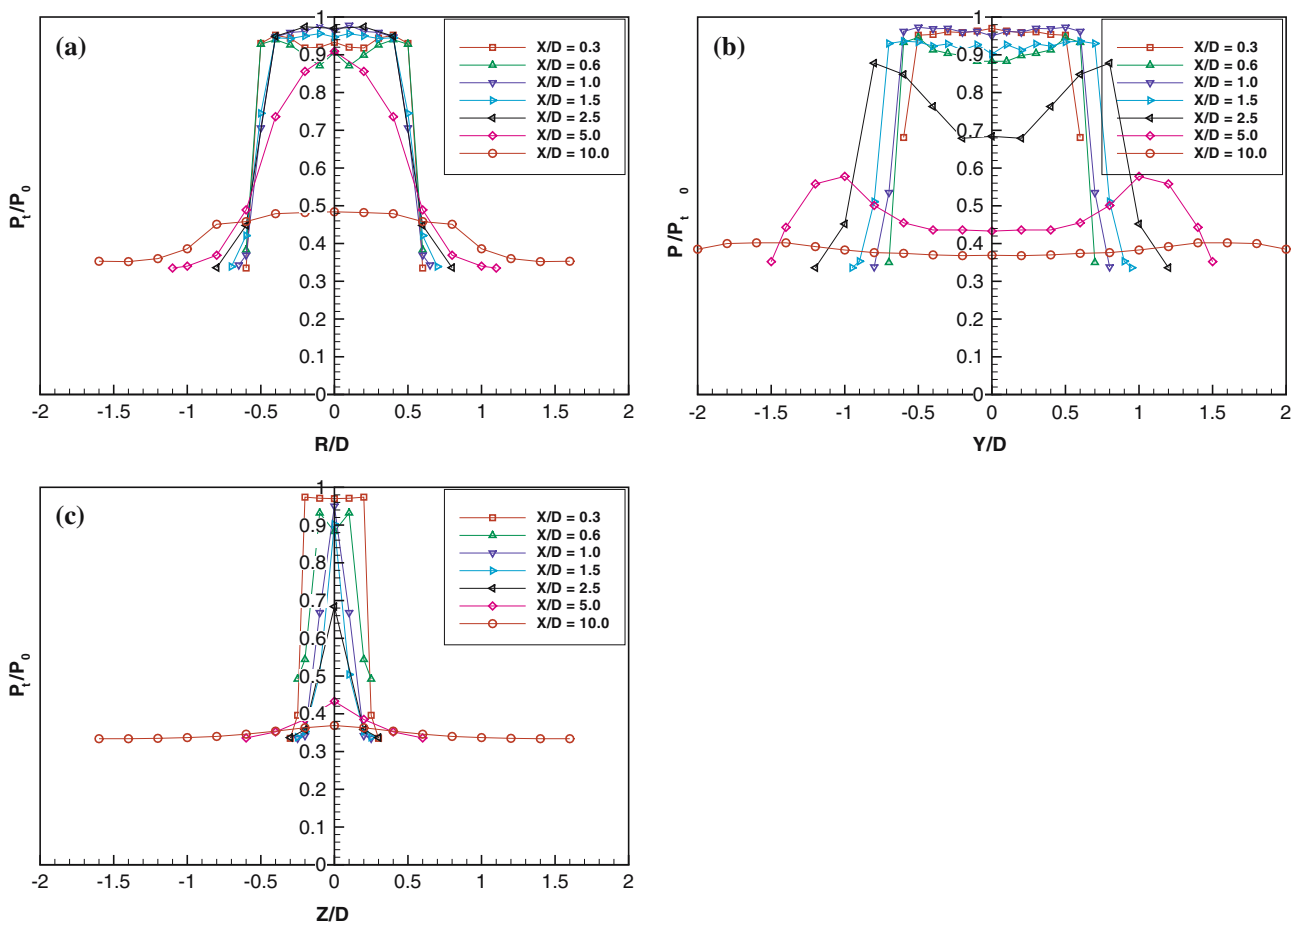 (a)
1
0.9
0.8
0.7
0.6
0.5
0.4
0.3
0.2
0.1
0
Pt/P0
-2
-1.5
-1
-0.5
0
0.5
1
1.5
2
R/D
X/D = 0.3
X/D = 0.6
X/D = 1.0
X/D = 1.5
X/D = 2.5
X/D = 5.0
X/D = 10.0
(b)
1
0.9
0.8
0.7
0.6
0.5
0.4
0.3
0.2
0.1
0
P /P t 0
-2
-1.5
-1
-0.5
0
0.5
1
1.5
2
Y/D
X/D = 0.3
X/D = 0.6
X/D = 1.0
X/D = 1.5
X/D = 2.5
X/D = 5.0
X/D = 10.0
(c)
1
0.9
0.8
0.7
0.6
0.5
0.4
0.3
0.2
0.1
0
Pt/P0
-2
-1.5
-1
-0.5
0
0.5
1
1.5
2
Z/D
X/D = 0.3
X/D = 0.6
X/D = 1.0
X/D = 1.5
X/D = 2.5
X/D = 5.0
X/D = 10.0